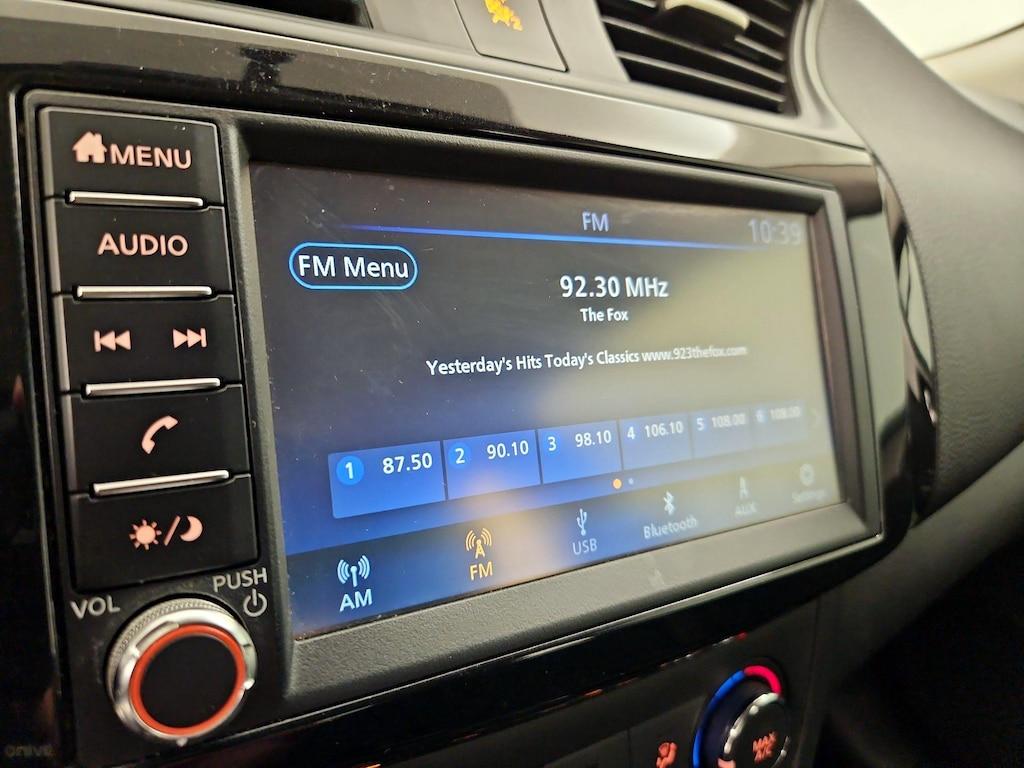 MENU
AUDIO
VOL
PUSH
FM
10:39
FM Menu
92.30 MHz
The Fox
Yesterday's Hits Today's Classics www.923thefox.com
1 87.50
2 90.10
3 98.10
4 106.10
5 108.00
6 108.00
AM
FM
USB
Bluetooth
AUX
Settings
MAX
A/C